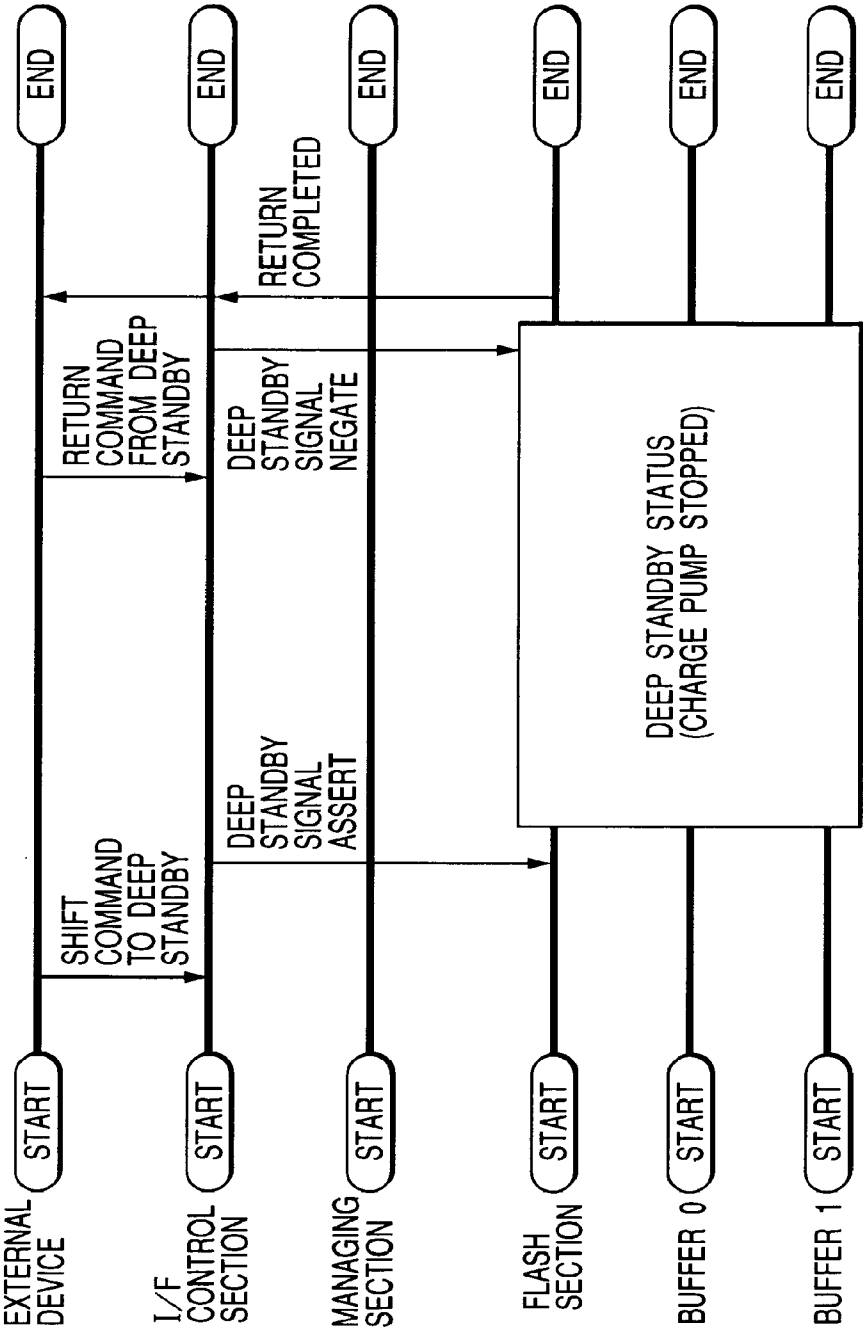 EXTERNAL
DEVICE
START
SHIFT
COMMAND
TO DEEP
STANDBY
RETURN
COMMAND
FROM DEEP
STANDBY
END
I/F
CONTROL
SECTION
START
DEEP
STANDBY
SIGNAL
ASSERT
DEEP
STANDBY
SIGNAL
NEGATE
RETURN
COMPLETED
END
MANAGING
SECTION
START
END
FLASH
SECTION
START
DEEP STANDBY STATUS
(CHARGE PUMP STOPPED)
END
BUFFER 0
START
END
BUFFER 1
START
END